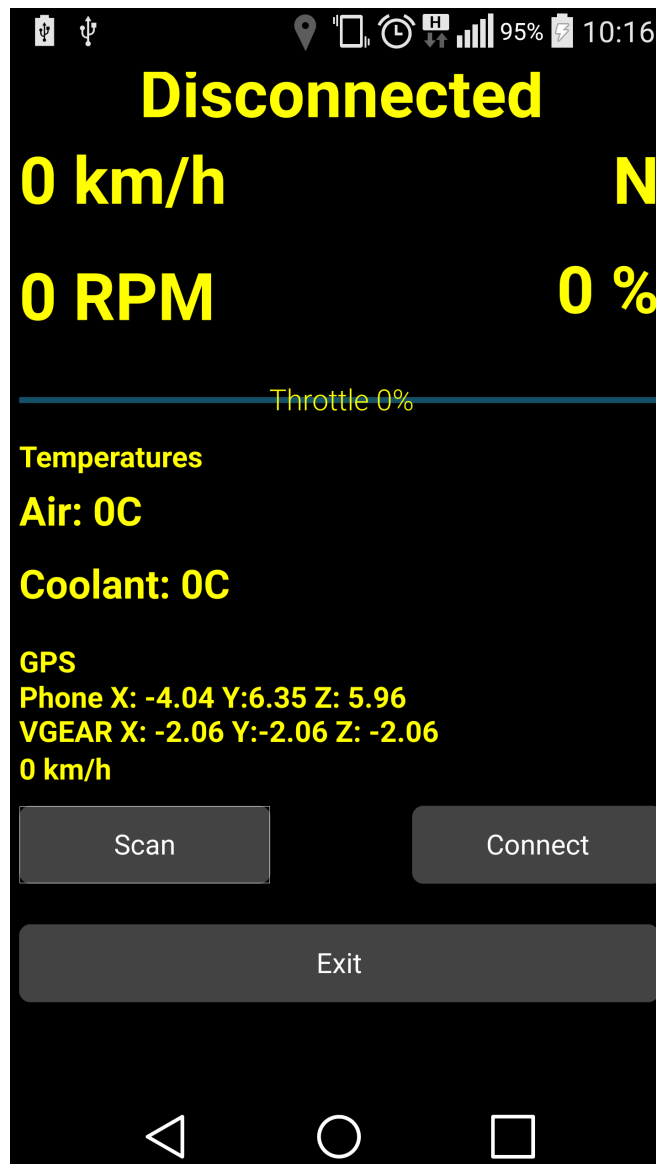 H 95% 10:16
Disconnected
0 km/h N
0 RPM 0 %
Throttle 0%
Temperatures
Air: 0C
Coolant: 0C
GPS
Phone X: -4.04 Y:6.35 Z: 5.96
VGEAR X: -2.06 Y:-2.06 Z: -2.06
0 km/h
Scan Connect
Exit